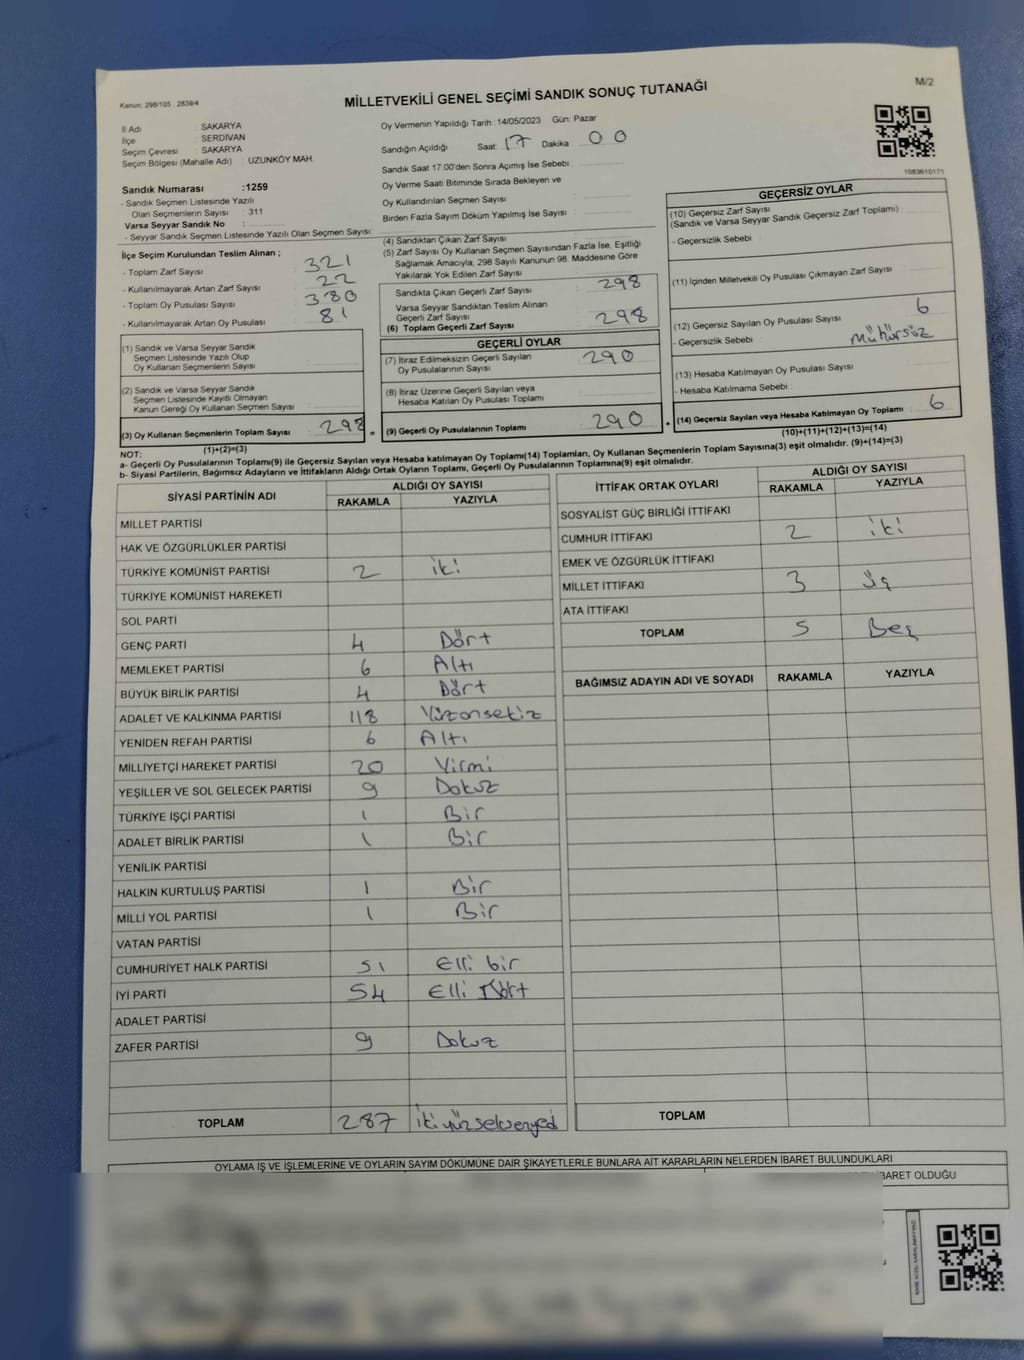 Kanun: 298/105 , 2839/4
MİLLETVEKİLİ GENEL SEÇİMİ SANDIK SONUÇ TUTANAĞI
M/2
İl Adı : SAKARYA
İlçe : SERDİVAN
Seçim Çevresi : SAKARYA
Seçim Bölgesi (Mahalle Adı) : UZUNKÖY MAH.
Oy Vermenin Yapıldığı Tarih :14/05/2023 Gün: Pazar
Sandığın Açıldığı Saat : 17 Dakika : 00
Sandık Saat 17:00'den Sonra Açılmış İse Sebebi :
Oy Verme Saati Bitiminde Sırada Bekleyen ve
Oy Kullandırılan Seçmen Sayısı :
Birden Fazla Sayım Döküm Yapılmış İse Sayısı :
1083610171
Sandık Numarası :1259
- Sandık Seçmen Listesinde Yazılı
Olan Seçmenlerin Sayısı : 311
Varsa Seyyar Sandık No :
- Seyyar Sandık Seçmen Listesinde Yazılı Olan Seçmen Sayısı:
İlçe Seçim Kurulundan Teslim Alınan ;
- Toplam Zarf Sayısı : 321
- Kullanılmayarak Artan Zarf Sayısı : 22
- Toplam Oy Pusulası Sayısı : 380
- Kullanılmayarak Artan Oy Pusulası : 81
(1) Sandık ve Varsa Seyyar Sandık
Seçmen Listesinde Yazılı Olup
Oy Kullanan Seçmenlerin Sayısı :
(2) Sandık ve Varsa Seyyar Sandık
Seçmen Listesinde Kayıtlı Olmayan
Kanun Gereği Oy Kullanan Seçmen Sayısı :
(3) Oy Kullanan Seçmenlerin Toplam Sayısı : 298
(1)+(2)=(3)
(4) Sandıktan Çıkan Zarf Sayısı :
(5) Zarf Sayısı Oy Kullanan Seçmen Sayısından Fazla İse, Eşitliği
Sağlamak Amacıyla; 298 Sayılı Kanunun 98. Maddesine Göre
Yakılarak Yok Edilen Zarf Sayısı :
Sandıkta Çıkan Geçerli Zarf Sayısı : 298
Varsa Seyyar Sandıktan Teslim Alınan
Geçerli Zarf Sayısı :
(6) Toplam Geçerli Zarf Sayısı : 298
GEÇERLİ OYLAR
(7) İtiraz Edilmeksizin Geçerli Sayılan
Oy Pusulalarının Sayısı : 290
(8) İtiraz Üzerine Geçerli Sayılan veya
Hesaba Katılan Oy Pusulası Toplamı :
= (9) Geçerli Oy Pusulalarının Toplamı : 290 +
GEÇERSİZ OYLAR
(10) Geçersiz Zarf Sayısı
(Sandık ve Varsa Seyyar Sandık Geçersiz Zarf Toplamı) :
- Geçersizlik Sebebi :
(11) İçinden Milletvekili Oy Pusulası Çıkmayan Zarf Sayısı :
(12) Geçersiz Sayılan Oy Pusulası Sayısı : 6
- Geçersizlik Sebebi : Mühürsüz
(13) Hesaba Katılmayan Oy Pusulası Sayısı :
- Hesaba Katılmama Sebebi :
(14) Geçersiz Sayılan veya Hesaba Katılmayan Oy Toplamı : 6
(10)+(11)+(12)+(13)=(14)
NOT:
a- Geçerli Oy Pusulalarının Toplamı(9) ile Geçersiz Sayılan veya Hesaba katılmayan Oy Toplam(14) Toplamları, Oy Kullanan Seçmenlerin Toplam Sayısına(3) eşit olmalıdır. (9)+(14)=(3)
b- Siyasi Partilerin, Bağımsız Adayların ve İttifakların Aldığı Ortak Oyların Toplamı, Geçerli Oy Pusulalarının Toplamına(9) eşit olmalıdır.
SİYASİ PARTİNİN ADI ALDIĞI OY SAYISI
RAKAMLA YAZIYLA
MİLLET PARTİSİ
HAK VE ÖZGÜRLÜKLER PARTİSİ
TÜRKİYE KOMÜNİST PARTİSİ 2 iki
TÜRKİYE KOMÜNİST HAREKETİ
SOL PARTİ
GENÇ PARTİ 4 Dört
MEMLEKET PARTİSİ 6 Altı
BÜYÜK BİRLİK PARTİSİ 4 Dört
ADALET VE KALKINMA PARTİSİ 118 Yüzonsekiz
YENİDEN REFAH PARTİSİ 6 Altı
MİLLİYETÇİ HAREKET PARTİSİ 20 Yirmi
YEŞİLLER VE SOL GELECEK PARTİSİ 9 Dokuz
TÜRKİYE İŞÇİ PARTİSİ 1 Bir
ADALET BİRLİK PARTİSİ 1 Bir
YENİLİK PARTİSİ
HALKIN KURTULUŞ PARTİSİ 1 Bir
MİLLİ YOL PARTİSİ 1 Bir
VATAN PARTİSİ
CUMHURİYET HALK PARTİSİ 51 Elli bir
İYİ PARTİ 54 Elli Dört
ADALET PARTİSİ
ZAFER PARTİSİ 9 Dokuz
TOPLAM 287 ikiyüzseksenyedi
İTTİFAK ORTAK OYLARI ALDIĞI OY SAYISI
RAKAMLA YAZIYLA
SOSYALİST GÜÇ BİRLİĞİ İTTİFAKI
CUMHUR İTTİFAKI 2 iki
EMEK VE ÖZGÜRLÜK İTTİFAKI
MİLLET İTTİFAKI 3 üç
ATA İTTİFAKI
TOPLAM 5 Beş
BAĞIMSIZ ADAYIN ADI VE SOYADI RAKAMLA YAZIYLA
TOPLAM
OYLAMA İŞ VE İŞLEMLERİNE VE OYLARIN SAYIM DÖKÜMÜNE DAİR ŞİKAYETLERLE BUNLARA AİT KARARLARIN NELERDEN İBARET BULUNDUKLARI
İBARET OLDUĞU